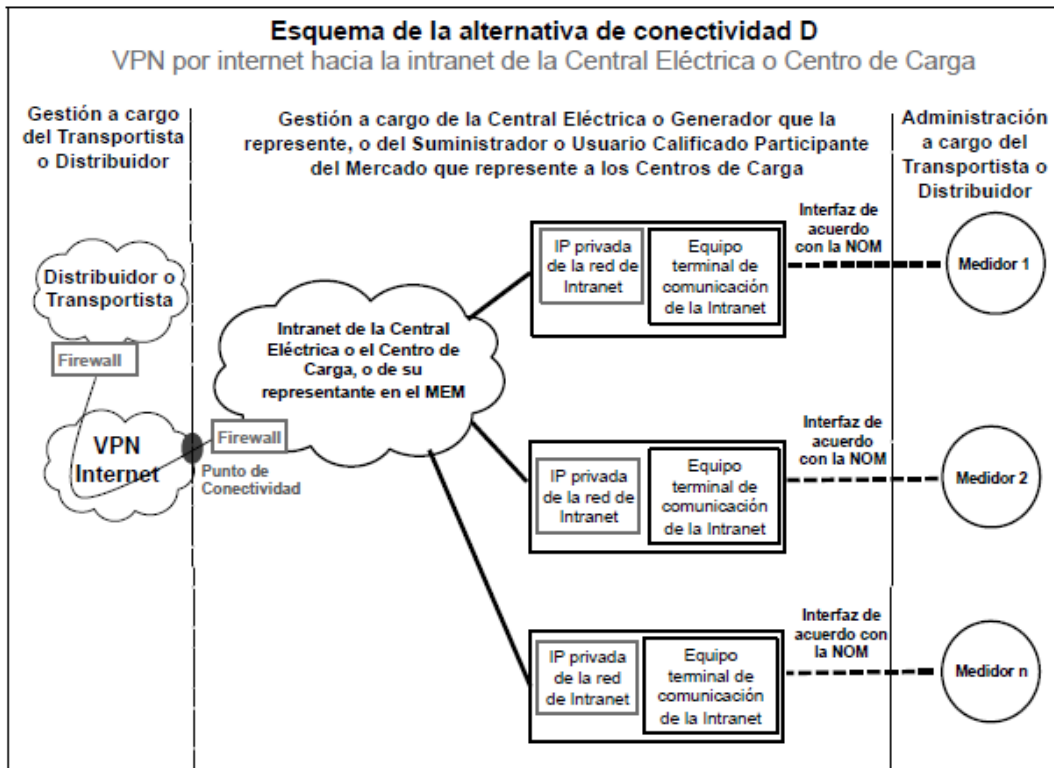 Esquema de la alternativa de conectividad D
VPN por internet hacia la intranet de la Central Eléctrica o Centro de Carga
Gestión a cargo
del Transportista
o Distribuidor
Gestión a cargo de la Central Eléctrica o Generador que la
represente, o del Suministrador o Usuario Calificado Participante
del Mercado que represente a los Centros de Carga
Administración
a cargo del
Transportista o
Distribuidor
Distribuidor o
Transportista
Firewall
VPN
Internet
Punto de
Conectividad
Firewall
Intranet de la Central
Eléctrica o el Centro de
Carga, o de su
representante en el MEM
IP privada
de la red de
Intranet
Equipo
terminal de
comunicación
de la Intranet
Interfaz de
acuerdo
con la NOM
Medidor 1
IP privada
de la red de
Intranet
Equipo
terminal de
comunicación
de la Intranet
Interfaz de
acuerdo
con la NOM
Medidor 2
IP privada
de la red
de Intranet
Equipo
terminal de
comunicación
de la Intranet
Interfaz de
acuerdo con
la NOM
Medidor n